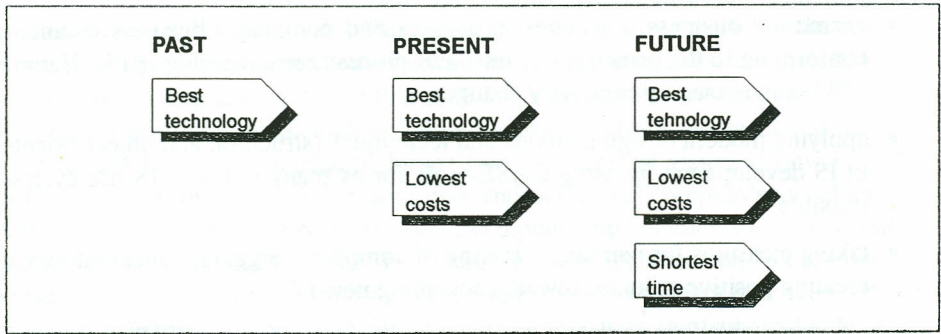 PAST
Best
technology
PRESENT
Best
technology
Lowest
costs
FUTURE
Best
tehnology
Lowest
costs
Shortest
time